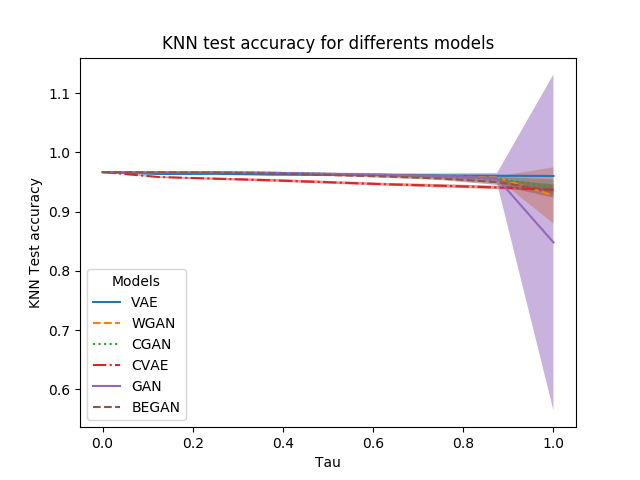 KNN test accuracy for differents models
KNN Test accuracy
1.1
1.0
0.9
0.8
0.7
0.6
Models
VAE
WGAN
CGAN
CVAE
GAN
BEGAN
0.0 0.2 0.4 0.6 0.8 1.0
Tau